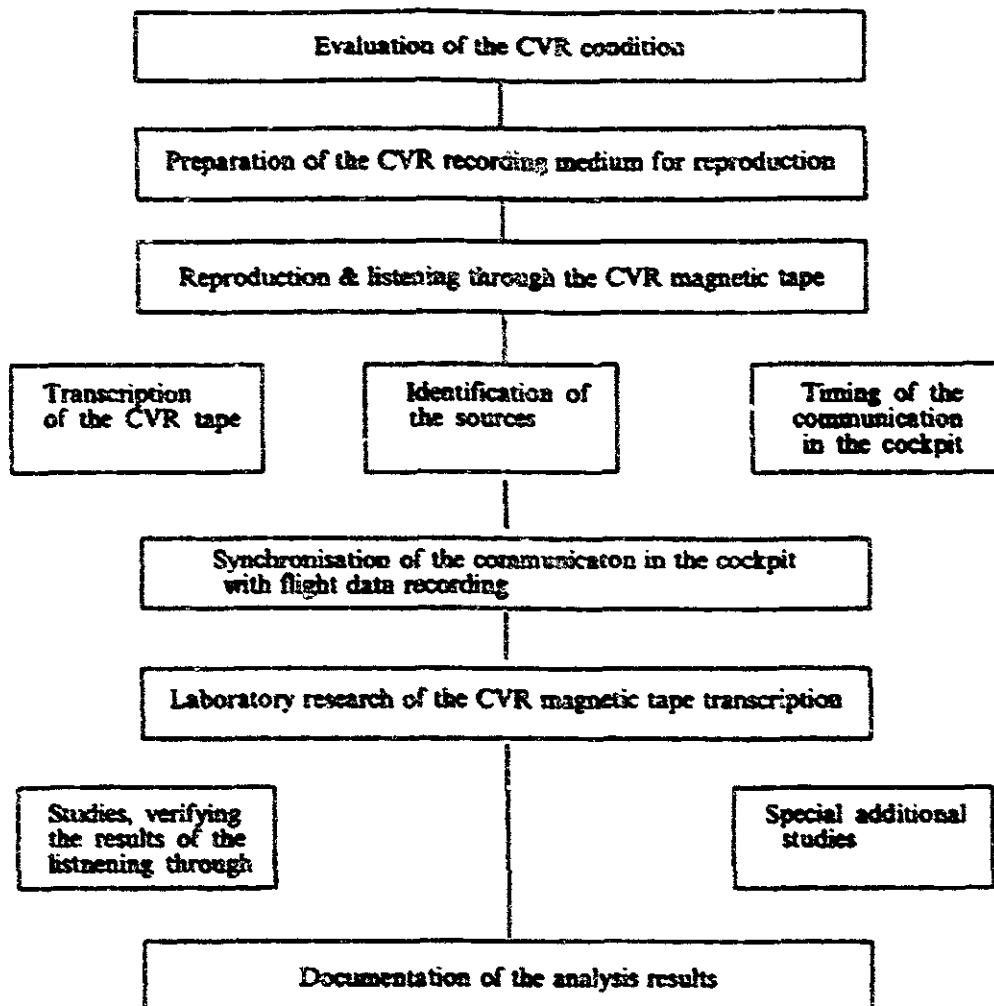 Evaluation of the CVR condition
Preparation of the CVR recording medium for reproduction
Reproduction & listening through the CVR magnetic tape
Transcription
of the CVR tape
Identification of
the sources
Timing of the
communication
in the cockpit
Synchronisation of the communicaton in the cockpit
with flight data recording
Laboratory research of the CVR magnetic tape transcription
Studies, verifying
the results of the
listnening through
Special additional
studies
Documentation of the analysis results